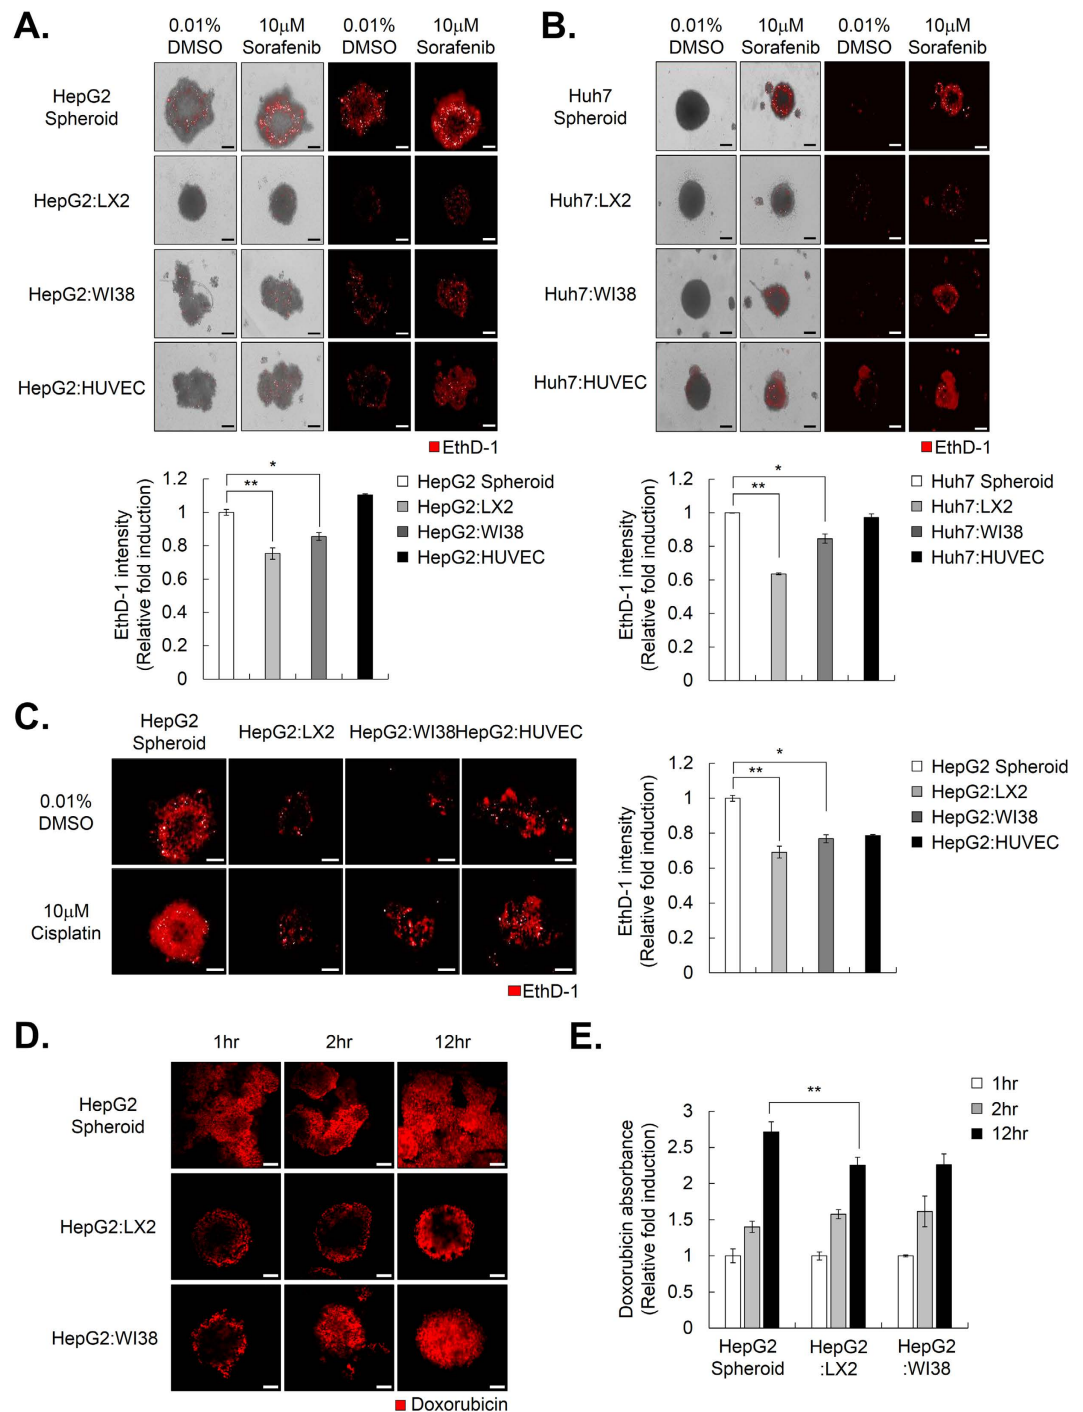 A.
0.01% DMSO
10μM Sorafenib
0.01% DMSO
10μM Sorafenib
HepG2 Spheroid
HepG2:LX2
HepG2:WI38
HepG2:HUVEC
EthD-1
EthD-1 intensity
(Relative fold induction)
1.2
1
0.8
0.6
0.4
0.2
0
*
**
HepG2 Spheroid
HepG2:LX2
HepG2:WI38
HepG2:HUVEC
B.
0.01% DMSO
10μM Sorafenib
0.01% DMSO
10μM Sorafenib
Huh7 Spheroid
Huh7:LX2
Huh7:WI38
Huh7:HUVEC
EthD-1
EthD-1 intensity
(Relative fold induction)
1.2
1
0.8
0.6
0.4
0.2
0
*
**
Huh7 Spheroid
Huh7:LX2
Huh7:WI38
Huh7:HUVEC
C.
HepG2 Spheroid
HepG2:LX2
HepG2:WI38
HepG2:HUVEC
0.01% DMSO
10μM Cisplatin
EthD-1
EthD-1 intensity
(Relative fold induction)
1.2
1
0.8
0.6
0.4
0.2
0
*
**
HepG2 Spheroid
HepG2:LX2
HepG2:WI38
HepG2:HUVEC
D.
1hr
2hr
12hr
HepG2 Spheroid
HepG2:LX2
HepG2:WI38
Doxorubicin
E.
1hr
2hr
12hr
Doxorubicin absorbance
(Relative fold induction)
3
2.5
2
1.5
1
0.5
0
**
HepG2 Spheroid
HepG2 :LX2
HepG2 :WI38